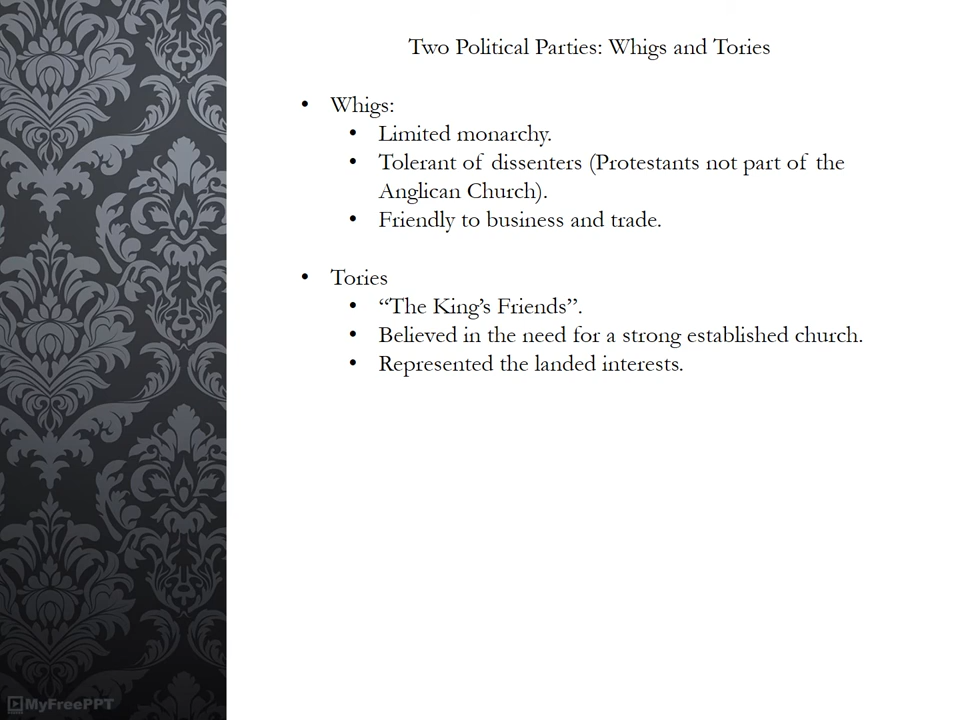 Two Political Parties: Whigs and Tories
• Whigs:
• Limited monarchy.
• Tolerant of dissenters (Protestants not part of the
Anglican Church).
• Friendly to business and trade.
• Tories
• “The King’s Friends”.
• Believed in the need for a strong established church.
• Represented the landed interests.
MyFreePPT